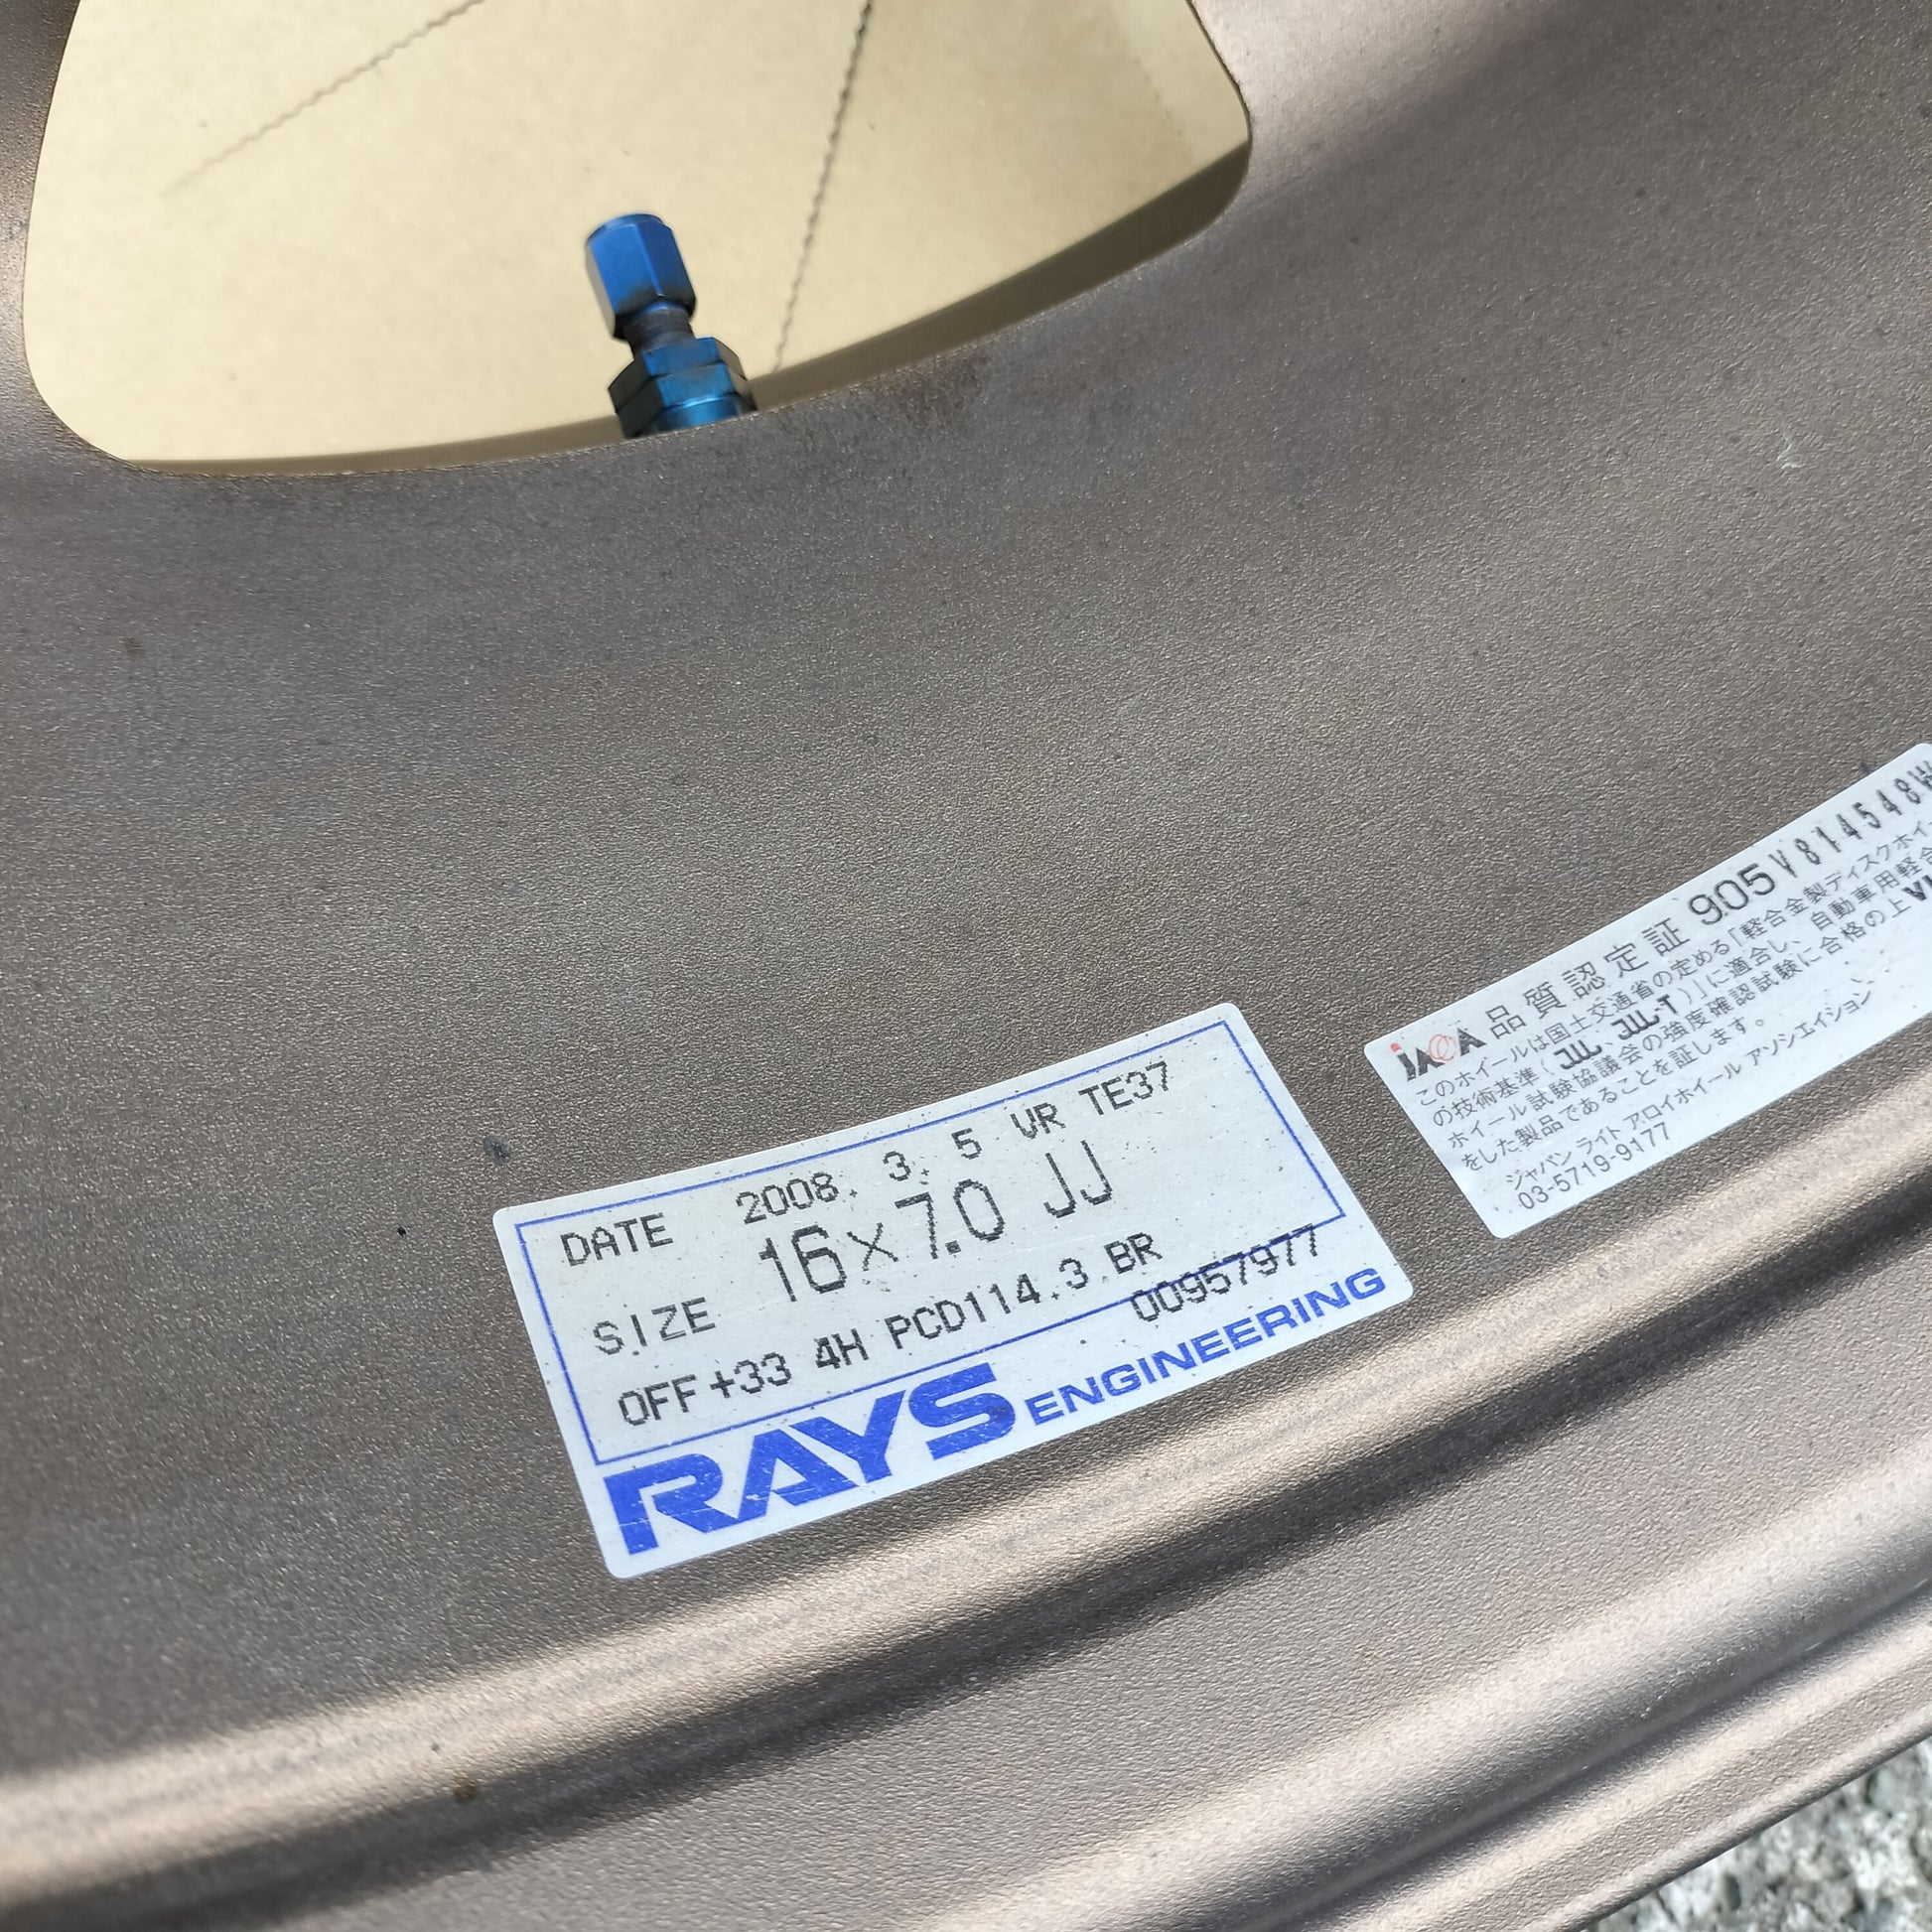 DATE 2008. 3. 5 VR TE37
SIZE 16×7.0 JJ
OFF+33 4H PCD114.3 BR
00957977
RAYS ENGINEERING
JAWA 品質認定証 905V814548W
このホイールは国土交通省の定める「軽合金製ディスクホイ
の技術基準(JWL、JWL-T)」に適合し、自動車用軽合
ホイール試験協議会の強度確認試験に合格の上VI
をした製品であることを証します。
ジャパン ライト アロイホイール アソシエイション
03-5719-9177